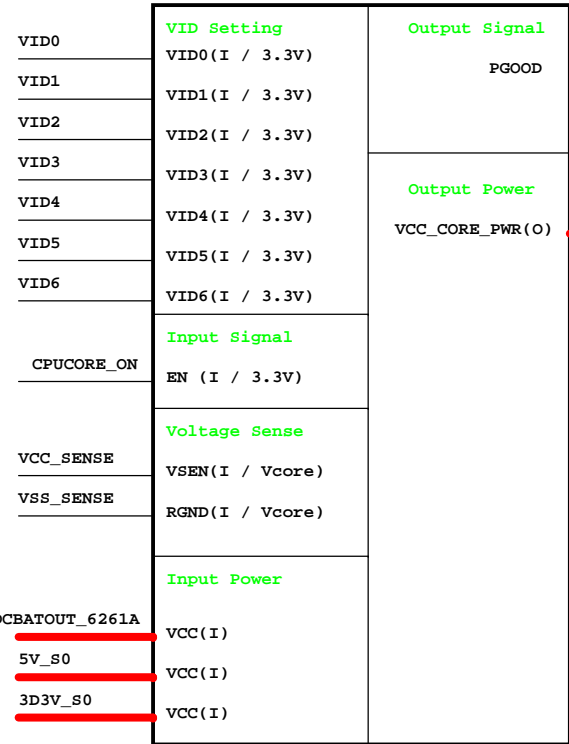 VID0
VID1
VID2
VID3
VID4
VID5
VID6
CPUCORE_ON
VCC_SENSE
VSS_SENSE
DCBATOUT_6261A
5V_S0
3D3V_S0
VID Setting
VID0(I / 3.3V)
VID1(I / 3.3V)
VID2(I / 3.3V)
VID3(I / 3.3V)
VID4(I / 3.3V)
VID5(I / 3.3V)
VID6(I / 3.3V)
Input Signal
EN (I / 3.3V)
Voltage Sense
VSEN(I / Vcore)
RGND(I / Vcore)
Input Power
VCC(I)
VCC(I)
VCC(I)
Output Signal
PGOOD
Output Power
VCC_CORE_PWR(O)